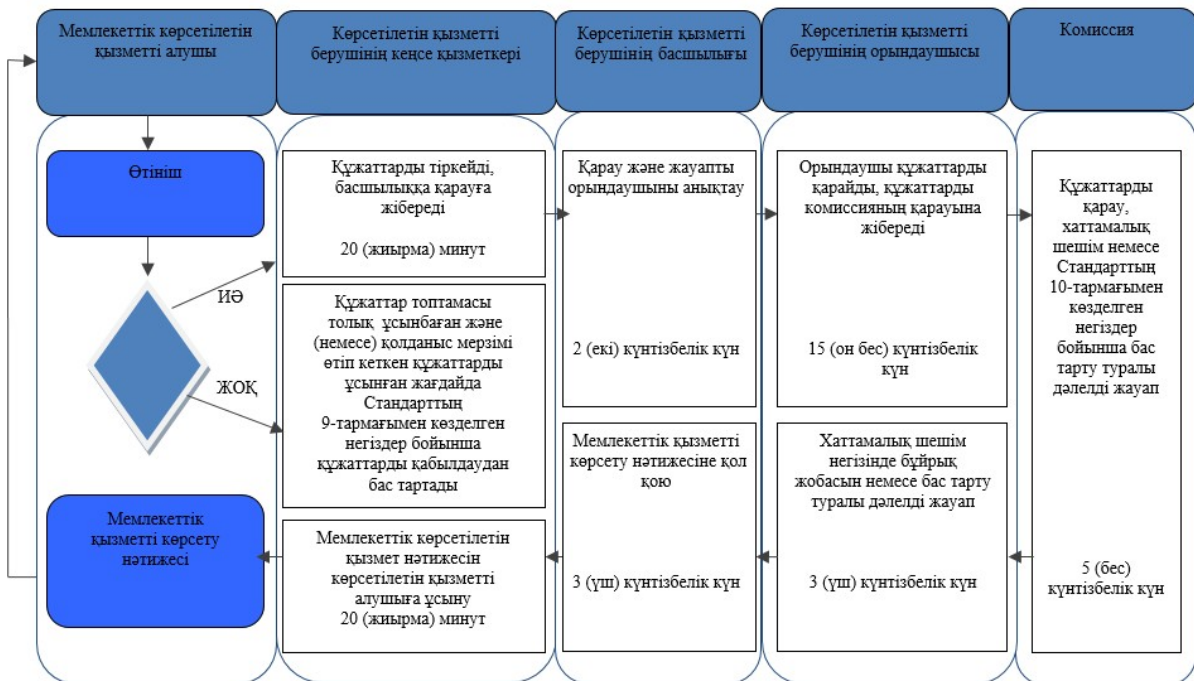 Мемлекеттік көрсетілетін
қызметті алушы
Көрсетілетін қызметті
берушінің кеңсе қызметкері
Көрсетілетін қызметті
берушінің басшылығы
Көрсетілетін қызметті
берушінің орындаушысы
Комиссия
Өтініш
ИӘ
ЖОҚ
Мемлекеттік
қызметті көрсету
нәтижесі
Құжаттарды тіркейді,
басшылыққа қарауға
жібереді
20 (жиырма) минут
Құжаттар топтамасы
толық ұсынбаған және
(немесе) қолданыс мерзімі
өтіп кеткен құжаттарды
ұсынған жағдайда
Стандарттың
9-тармағымен көзделген
негіздер бойынша
құжаттарды қабылдаудан
бас тартады
Мемлекеттік көрсетілетін
қызмет нәтижесін
көрсетілетін қызметті
алушыға ұсыну
20 (жиырма) минут
Қарау және жауапты
орындаушыны анықтау
2 (екі) күнтізбелік күн
Мемлекеттік қызметті
көрсету нәтижесіне қол
қою
3 (үш) күнтізбелік күн
Орындаушы құжаттарды
қарайды, құжаттарды
комиссияның қарауына
жібереді
15 (он бес) күнтізбелік
күн
Хаттамалық шешім
негізінде бұйрық
жобасын немесе бас тарту
туралы дәлелді жауап
3 (үш) күнтізбелік күн
Құжаттарды
қарау,
хаттамалық
шешім немесе
Стандарттың
10-тармағымен
көзделген
негіздер
бойынша бас
тарту туралы
дәлелді жауап
5 (бес)
күнтізбелік күн